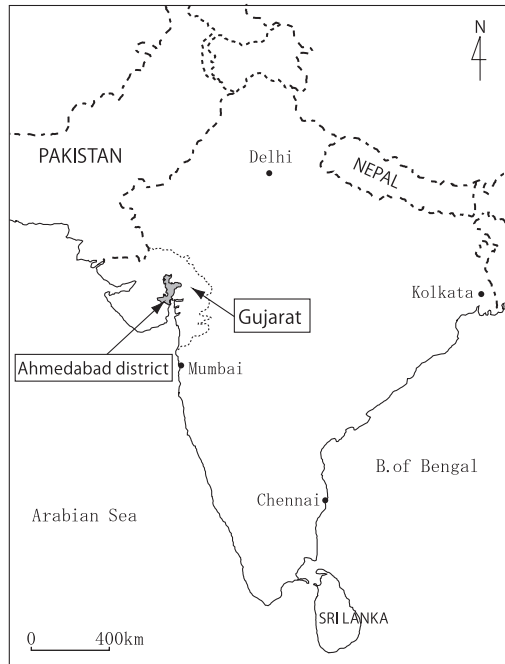 N
PAKISTAN
Delhi
NEPAL
Kolkata
Gujarat
Ahmedabad district
Mumbai
B.of Bengal
Chennai
Arabian Sea
SRI LANKA
0 400km